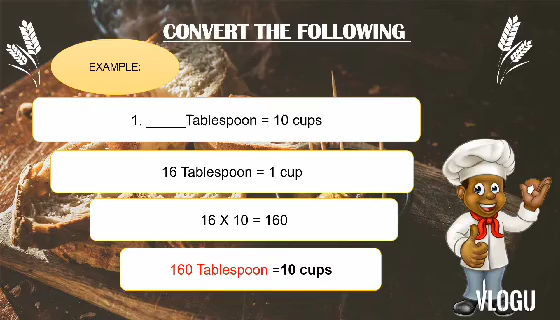 CONVERT THE FOLLOWING
EXAMPLE:
1. _____Tablespoon = 10 cups
16 Tablespoon = 1 cup
16 X 10 = 160
160 Tablespoon =10 cups
VLOGU